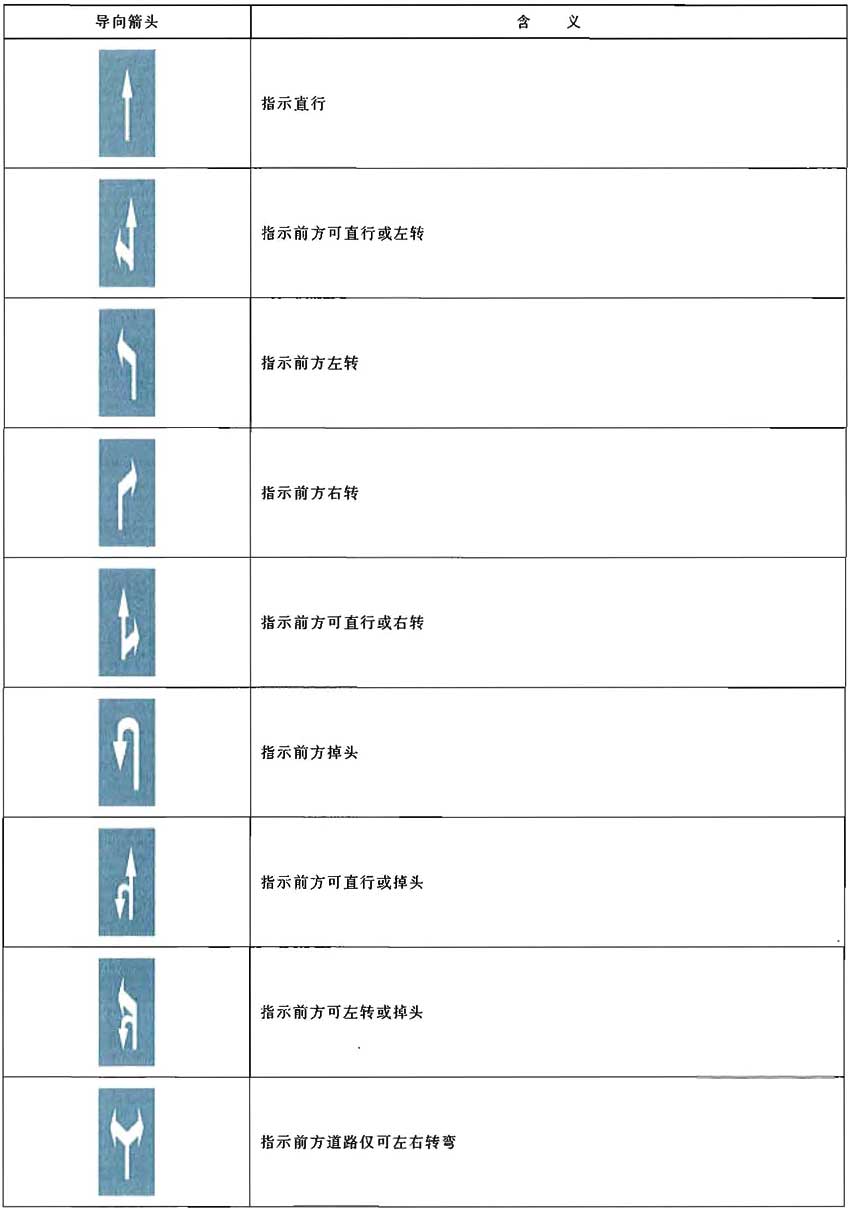 导向箭头 含 义
指示直行
指示前方可直行或左转
指示前方左转
指示前方右转
指示前方可直行或右转
指示前方掉头
指示前方可直行或掉头
指示前方可左转或掉头
指示前方道路仅可左右转弯